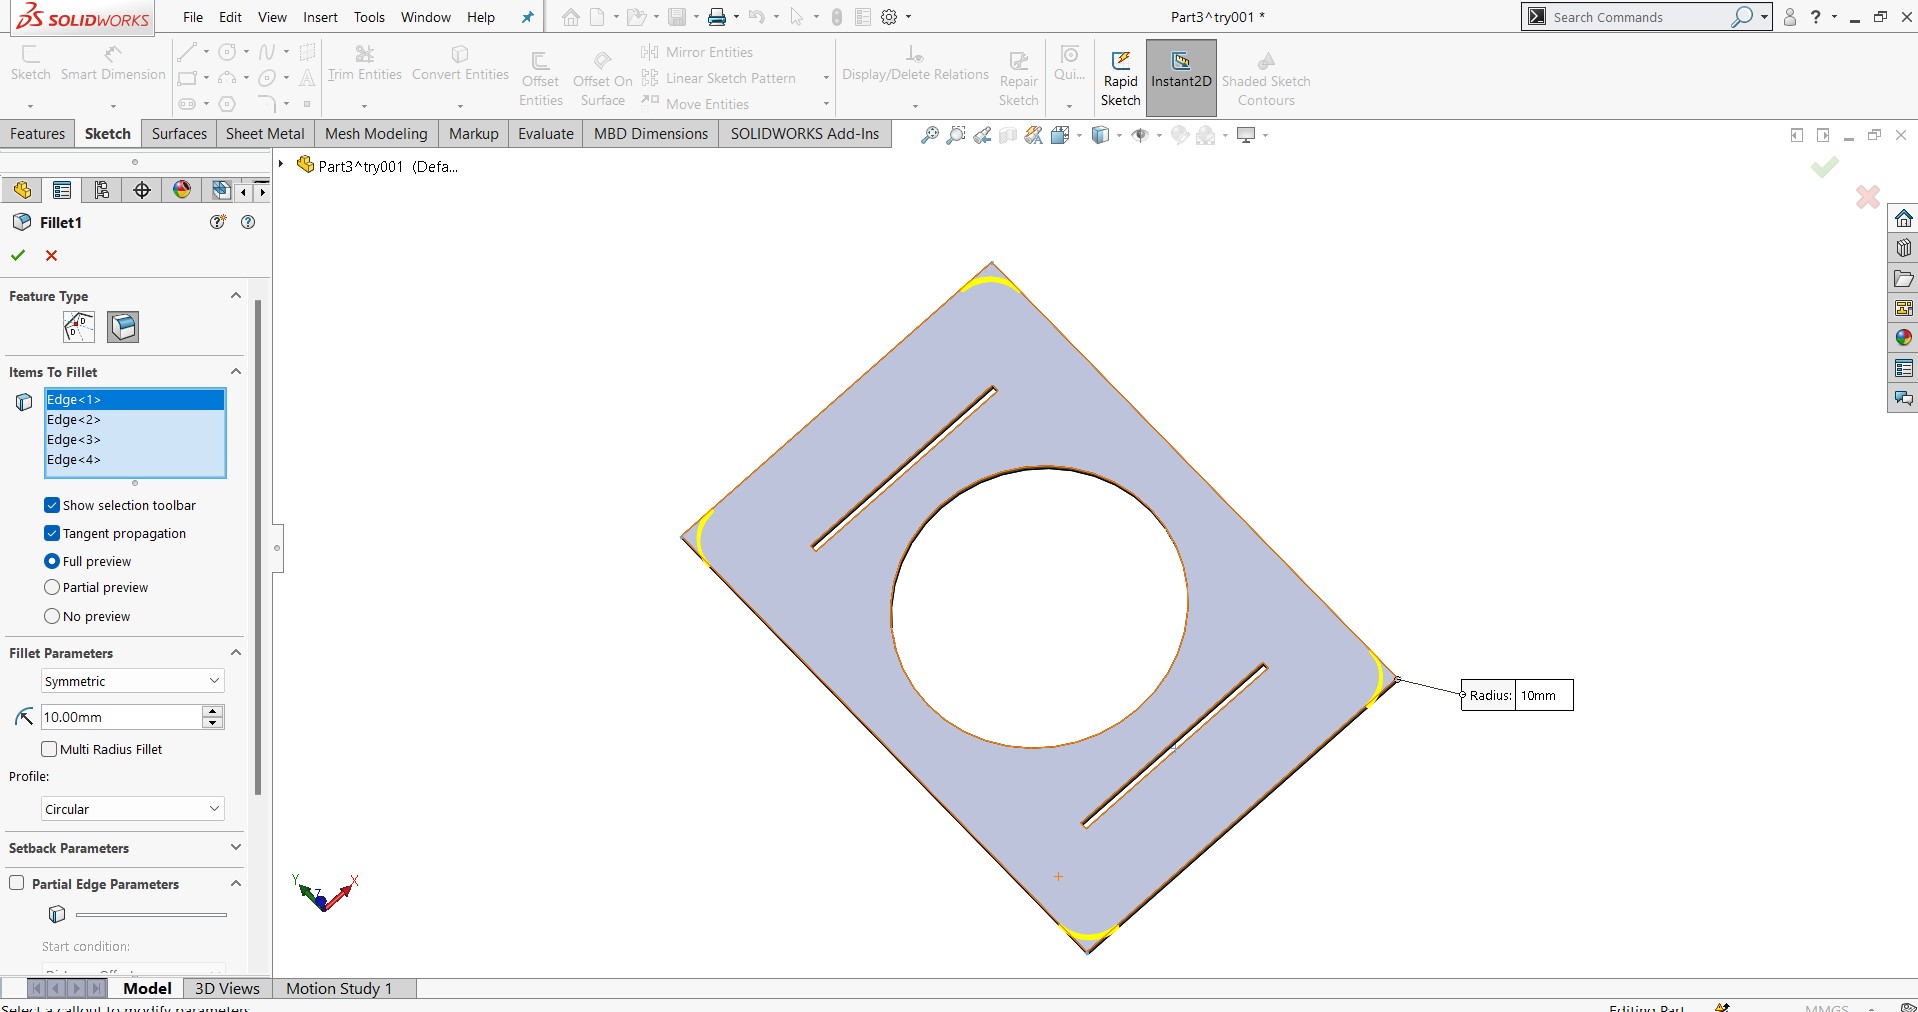 SOLIDWORKS
File Edit View Insert Tools Window Help
Part3^try001 *
Search Commands
?
Sketch
Smart Dimension
Trim Entities
Convert Entities
Offset Entities
Offset On Surface
Mirror Entities
Linear Sketch Pattern
Move Entities
Display/Delete Relations
Repair Sketch
Qui...
Rapid Sketch
Instant2D
Shaded Sketch Contours
Features Sketch Surfaces Sheet Metal Mesh Modeling Markup Evaluate MBD Dimensions SOLIDWORKS Add-Ins
Part3^try001 (Defa...
Fillet1
Feature Type
Items To Fillet
Edge<1>
Edge<2>
Edge<3>
Edge<4>
Show selection toolbar
Tangent propagation
Full preview
Partial preview
No preview
Fillet Parameters
Symmetric
10.00mm
Multi Radius Fillet
Profile:
Circular
Setback Parameters
Partial Edge Parameters
Start condition:
Radius: 10mm
Y
Z
X
Model 3D Views Motion Study 1
Select a callout to modify parameters
Editing Part
MMGS